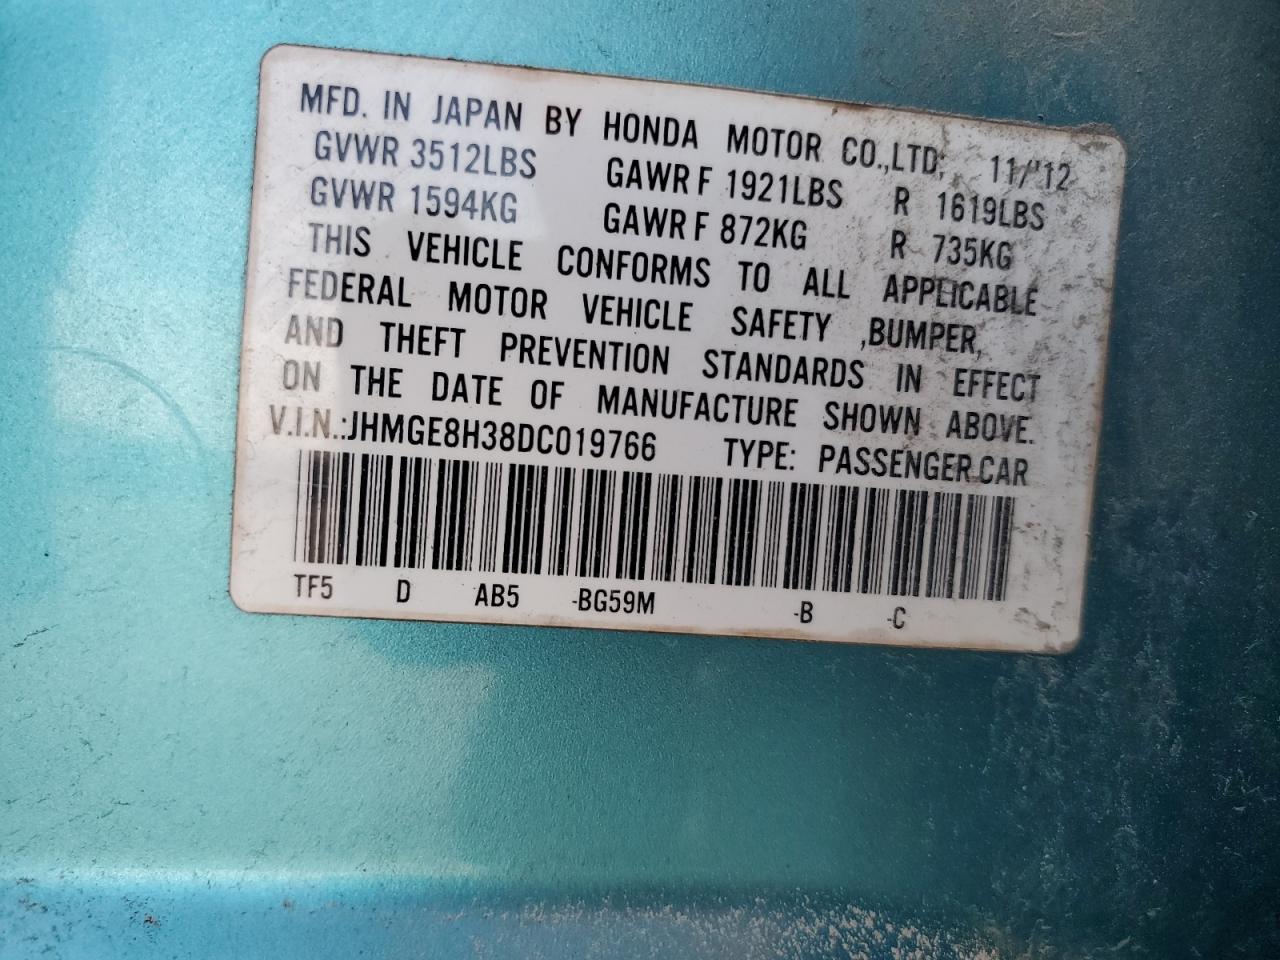 MFD. IN JAPAN BY HONDA MOTOR CO.,LTD; 11/'12
GVWR 3512LBS GAWR F 1921LBS R 1619LBS
GVWR 1594KG GAWR F 872KG R 735KG
THIS VEHICLE CONFORMS TO ALL APPLICABLE
FEDERAL MOTOR VEHICLE SAFETY ,BUMPER,
AND THEFT PREVENTION STANDARDS IN EFFECT
ON THE DATE OF MANUFACTURE SHOWN ABOVE.
V.I.N.:JHMGE8H38DC019766 TYPE: PASSENGER CAR
TF5 D AB5 -BG59M -B -C